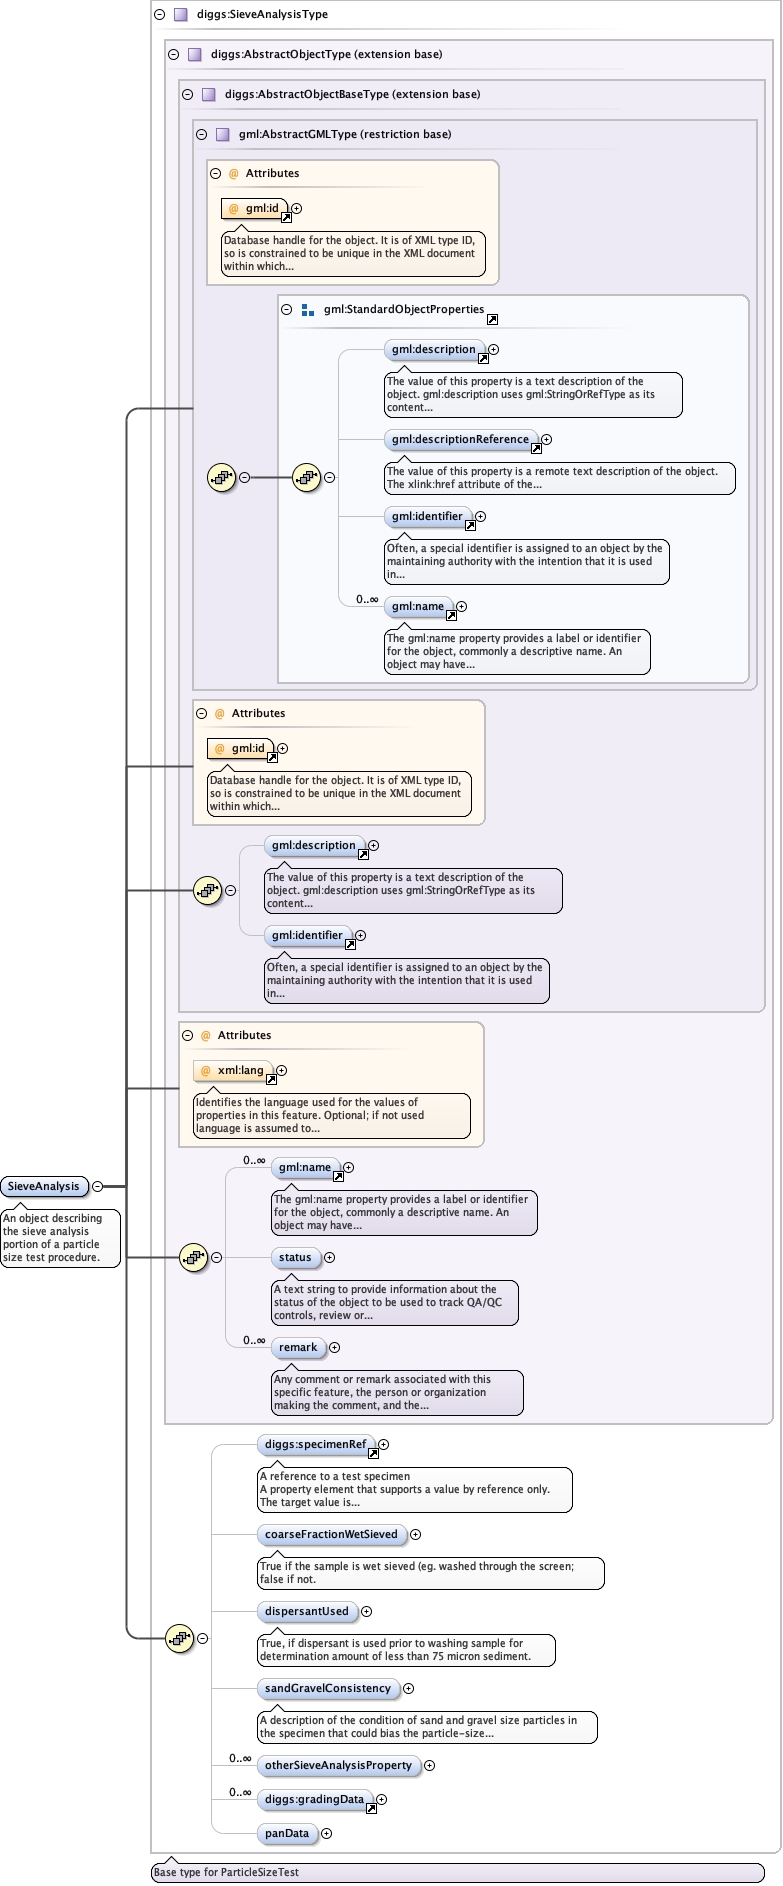 diggs:SieveAnalysisType
diggs:AbstractObjectType (extension base)
diggs:AbstractObjectBaseType (extension base)
gml:AbstractGMLType (restriction base)
@ Attributes
@ gml:id
Database handle for the object. It is of XML type ID,
so is constrained to be unique in the XML document
within which...
gml:StandardObjectProperties
gml:description
The value of this property is a text description of the
object. gml:description uses gml:StringOrRefType as its
content...
gml:descriptionReference
The value of this property is a remote text description of the object.
The xlink:href attribute of the...
gml:identifier
Often, a special identifier is assigned to an object by the
maintaining authority with the intention that it is used
in...
0..∞
gml:name
The gml:name property provides a label or identifier
for the object, commonly a descriptive name. An
object may have...
@ Attributes
@ gml:id
Database handle for the object. It is of XML type ID,
so is constrained to be unique in the XML document
within which...
gml:description
The value of this property is a text description of the
object. gml:description uses gml:StringOrRefType as its
content...
gml:identifier
Often, a special identifier is assigned to an object by the
maintaining authority with the intention that it is used
in...
@ Attributes
@ xml:lang
Identifies the language used for the values of
properties in this feature. Optional; if not used
language is assumed to...
SieveAnalysis
An object describing
the sieve analysis
portion of a particle
size test procedure.
0..∞
gml:name
The gml:name property provides a label or identifier
for the object, commonly a descriptive name. An
object may have...
status
A text string to provide information about the
status of the object to be used to track QA/QC
controls, review or...
0..∞
remark
Any comment or remark associated with this
specific feature, the person or organization
making the comment, and the...
diggs:specimenRef
A reference to a test specimen
A property element that supports a value by reference only.
The target value is...
coarseFractionWetSieved
True if the sample is wet sieved (eg. washed through the screen;
false if not.
dispersantUsed
True, if dispersant is used prior to washing sample for
determination amount of less than 75 micron sediment.
sandGravelConsistency
A description of the condition of sand and gravel size particles in
the specimen that could bias the particle-size...
0..∞
otherSieveAnalysisProperty
0..∞
diggs:gradingData
panData
Base type for ParticleSizeTest